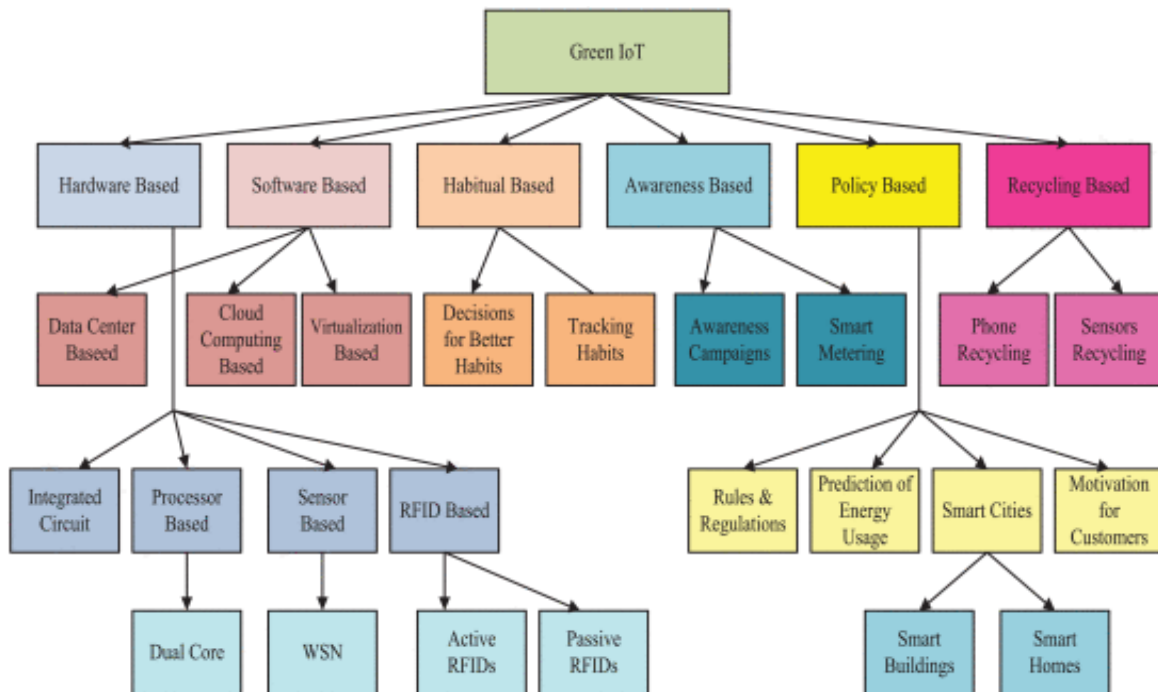 Green IoT
Hardware Based
Software Based
Habitual Based
Awareness Based
Policy Based
Recycling Based
Data Center
Baseed
Cloud
Computing
Based
Virtualization
Based
Decisions for
Better
Habits
Tracking
Habits
Awareness
Campaigns
Smart
Metering
Phone
Recycling
Sensors
Recycling
Integrated
Circuit
Processor
Based
Sensor
Based
RFID Based
Rules &
Regulations
Prediction of
Energy
Usage
Smart Cities
Motivation
for
Customers
Dual Core
WSN
Active
RFIDs
Passive
RFIDs
Smart
Buildings
Smart
Homes